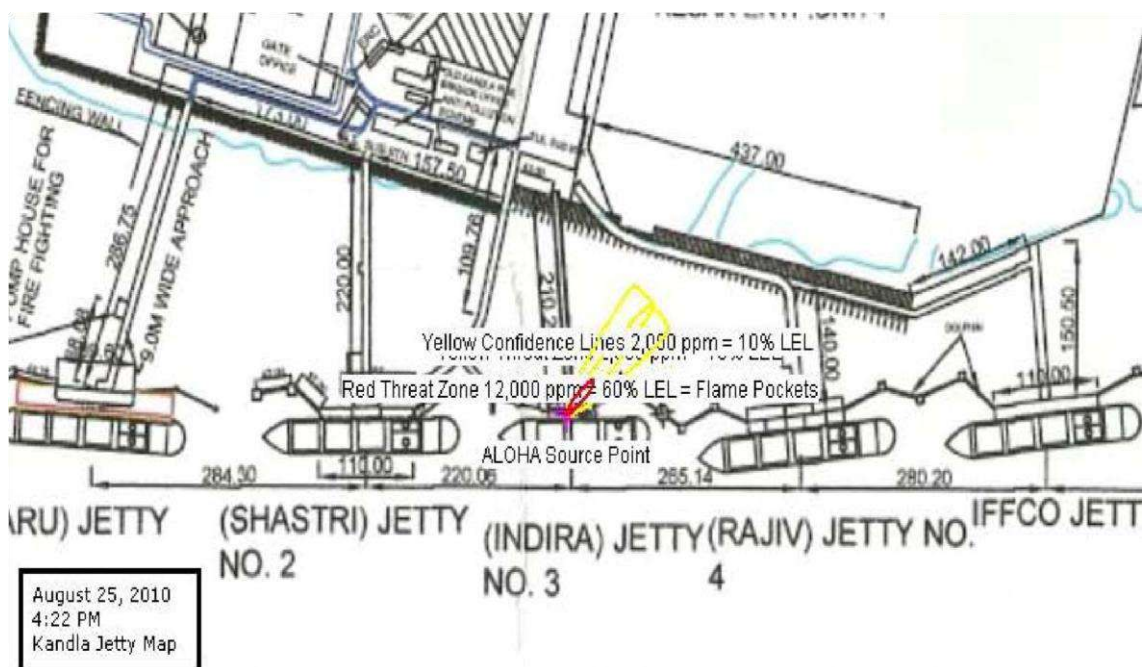 GATE
OFFICE
FENCING WALL
173.00
157.50
437.00
142.00
PUMP HOUSE FOR
FIRE FIGHTING
286.75
9.0M WIDE APPROACH
220.00
109.76
210.2
140.00
150.50
DOLPHIN
110.00
Yellow Confidence Lines 2,000 ppm = 10% LEL
Red Threat Zone 12,000 ppm = 60% LEL = Flame Pockets
ALOHA Source Point
110.00
284.30
220.06
265.14
280.20
ARU) JETTY
(SHASTRI) JETTY
NO. 2
(INDIRA) JETTY
NO. 3
(RAJIV) JETTY NO.
4
IFFCO JETT
August 25, 2010
4:22 PM
Kandla Jetty Map